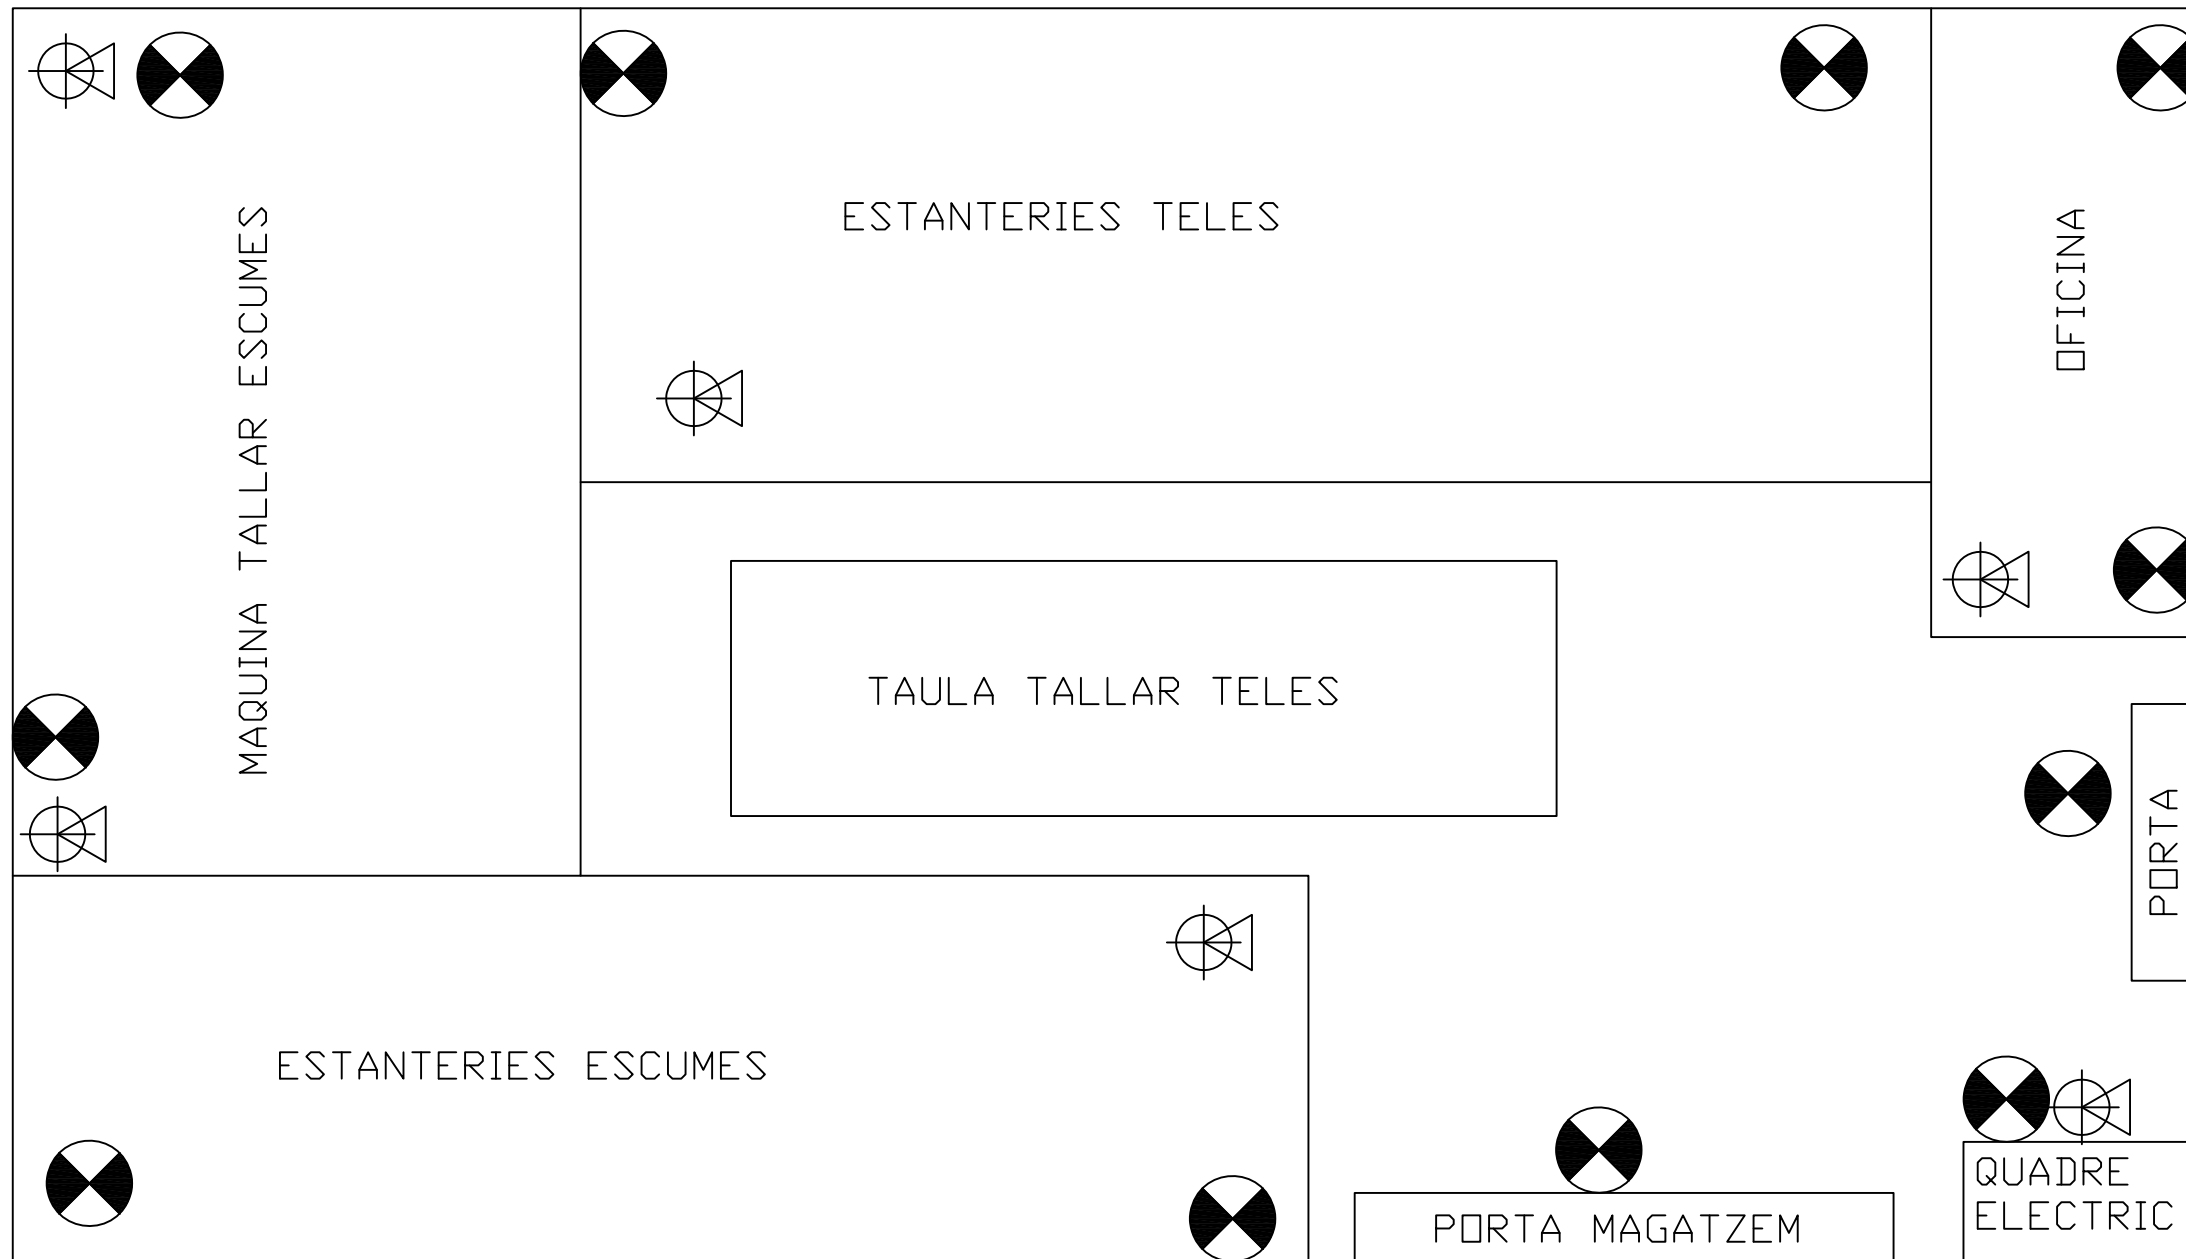 MAQUINA TALLAR ESCUMES
ESTANTERIES TELES
OFICINA
TAULA TALLAR TELES
PORTA
ESTANTERIES ESCUMES
PORTA MAGATZEM
QUADRE
ELECTRIC